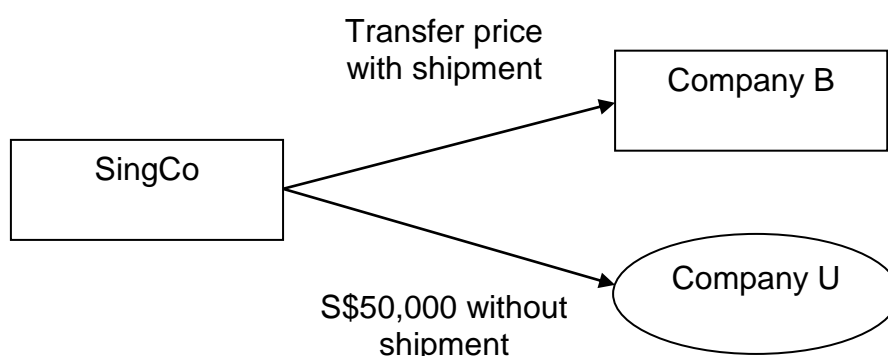 Transfer price
with shipment
Company B
SingCo
Company U
S$50,000 without
shipment